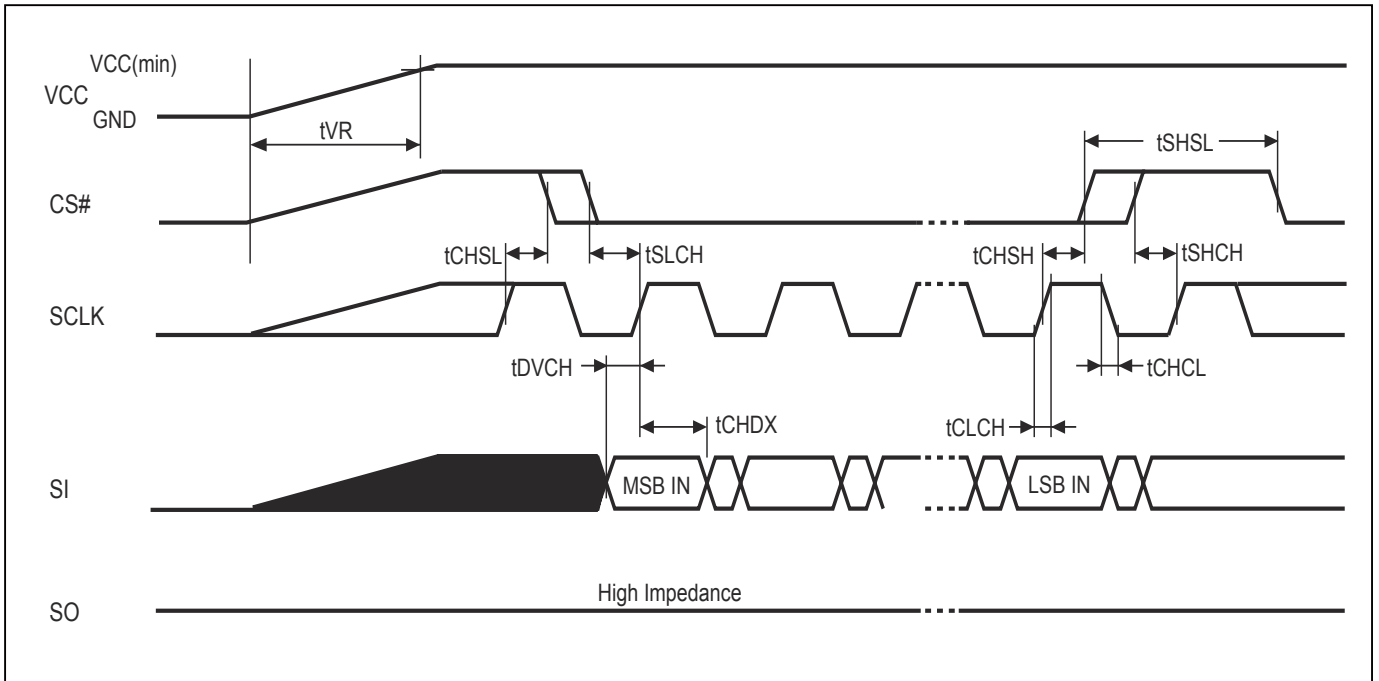 VCC(min)
VCC
GND
tVR
tSHSL
CS#
tCHSL
tSLCH
tCHSH
tSHCH
SCLK
tDVCH
tCHCL
tCHDX
tCLCH
SI
MSB IN
LSB IN
High Impedance
SO